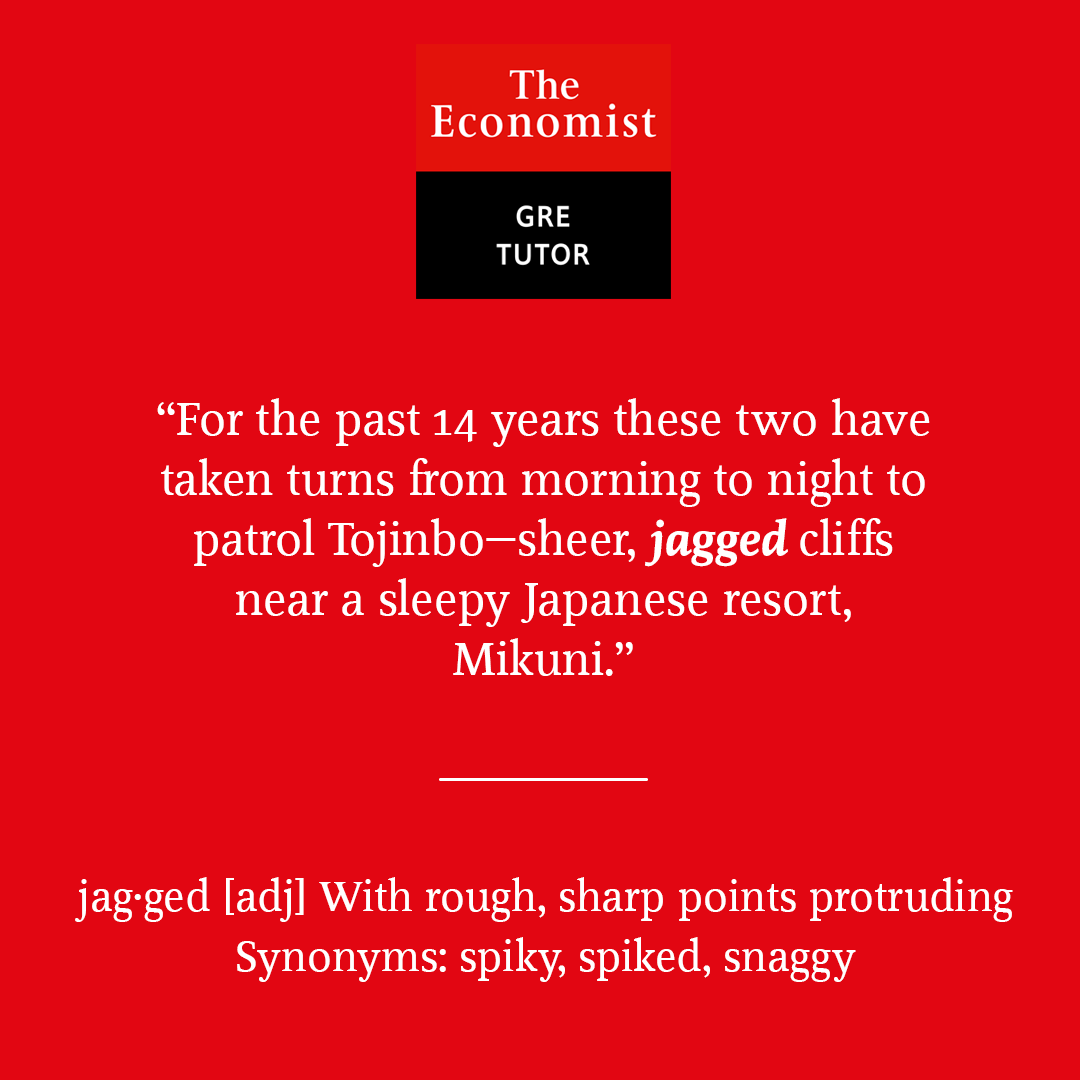 The
Economist
GRE
TUTOR
“For the past 14 years these two have
taken turns from morning to night to
patrol Tojinbo—sheer, jagged cliffs
near a sleepy Japanese resort,
Mikuni.”
jag·ged [adj] With rough, sharp points protruding
Synonyms: spiky, spiked, snaggy